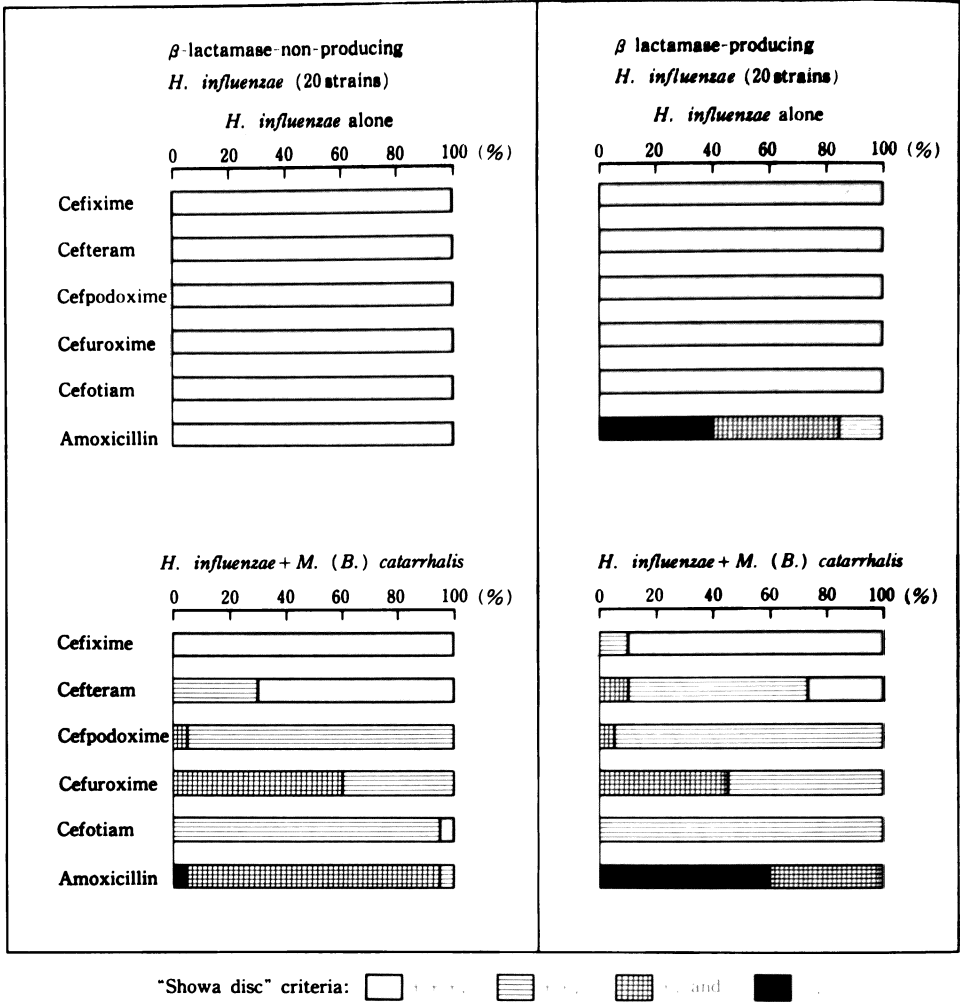 β-lactamase-non-producing
H. influenzae (20 strains)
H. influenzae alone
0 20 40 60 80 100 (%)
Cefixime
Cefteram
Cefpodoxime
Cefuroxime
Cefotiam
Amoxicillin
H. influenzae + M. (B.) catarrhalis
0 20 40 60 80 100 (%)
Cefixime
Cefteram
Cefpodoxime
Cefuroxime
Cefotiam
Amoxicillin
β lactamase-producing
H. influenzae (20 strains)
H. influenzae alone
0 20 40 60 80 100 (%)
H. influenzae + M. (B.) catarrhalis
0 20 40 60 80 100 (%)
"Showa disc" criteria: and